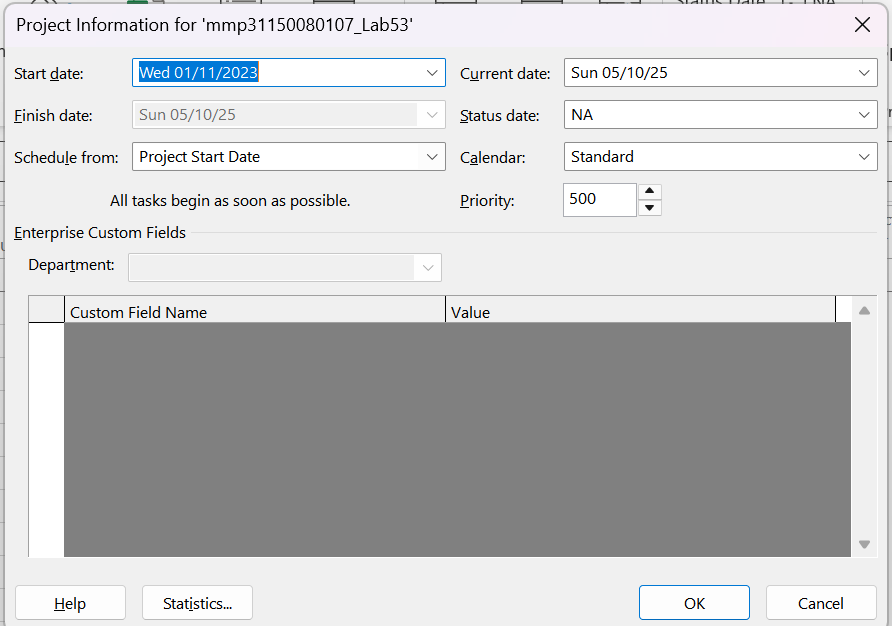 Project Information for 'mmp31150080107_Lab53'
Start date: Wed 01/11/2023 Current date: Sun 05/10/25
Finish date: Sun 05/10/25 Status date: NA
Schedule from: Project Start Date Calendar: Standard
All tasks begin as soon as possible. Priority: 500
Enterprise Custom Fields
Department:
Custom Field Name Value
Help Statistics... OK Cancel